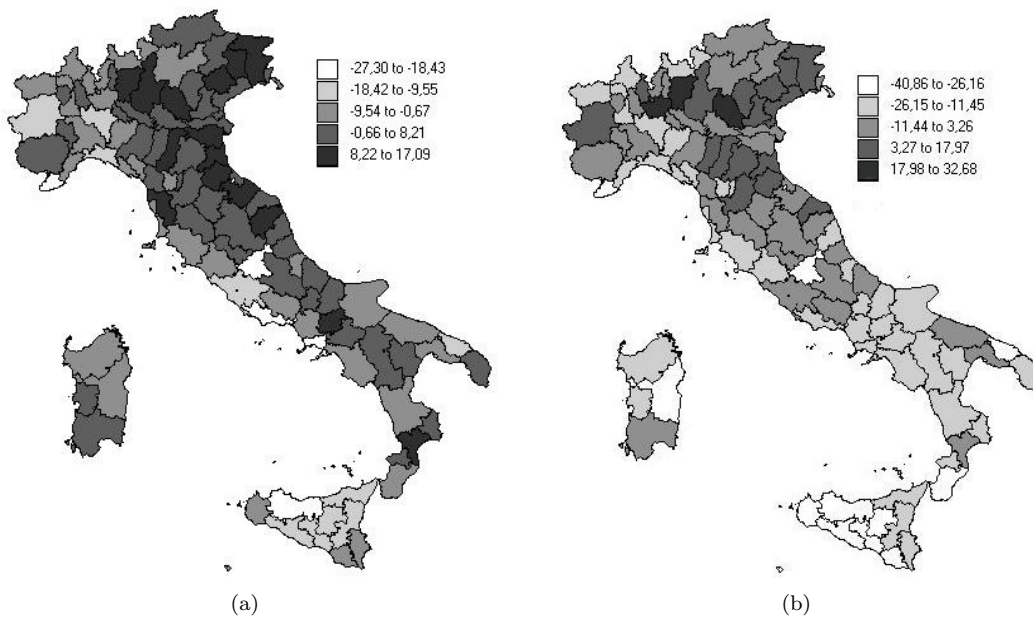 -27,30 to -18,43
-18,42 to -9,55
-9,54 to -0,67
-0,66 to 8,21
8,22 to 17,09
-40,86 to -26,16
-26,15 to -11,45
-11,44 to 3,26
3,27 to 17,97
17,98 to 32,68
(a)
(b)